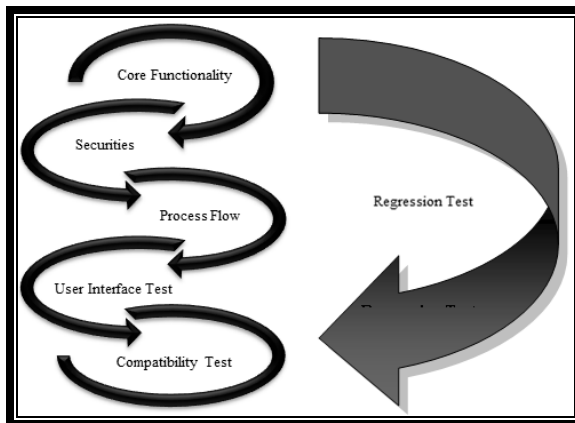 Core Functionality
Securities
Process Flow
User Interface Test
Compatibility Test
Regression Test